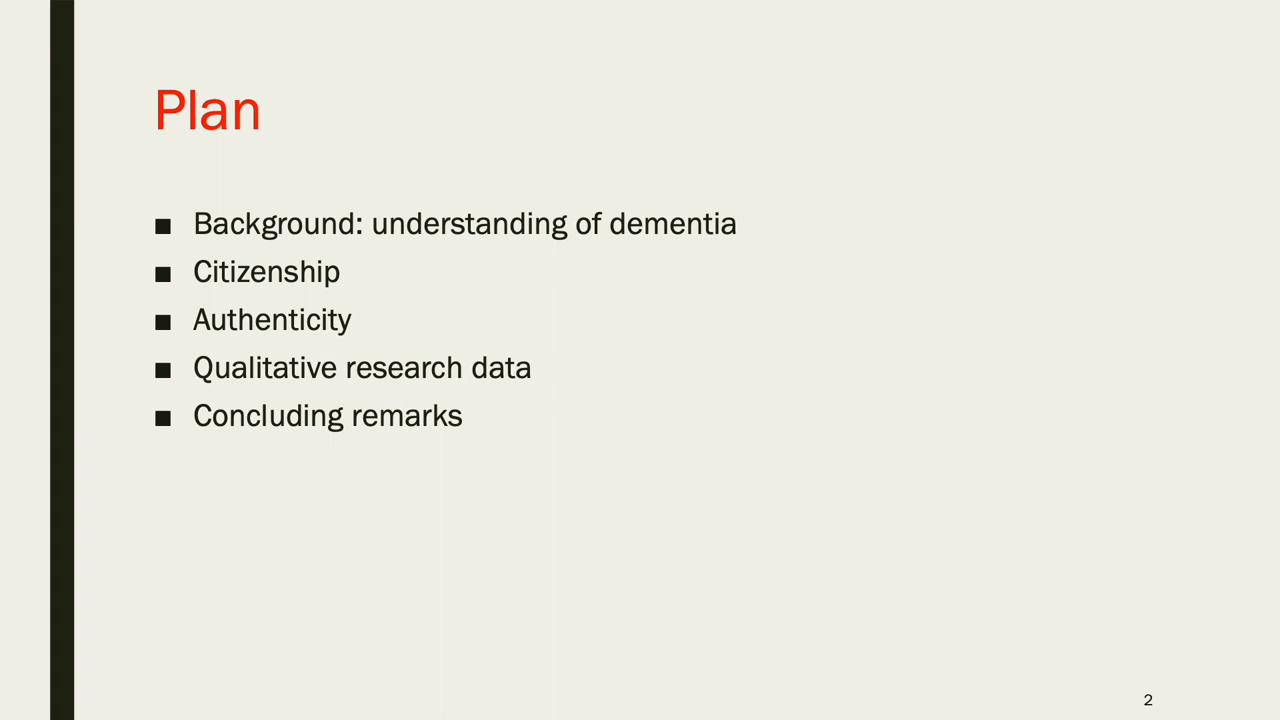 Plan
■ Background: understanding of dementia
■ Citizenship
■ Authenticity
■ Qualitative research data
■ Concluding remarks
2